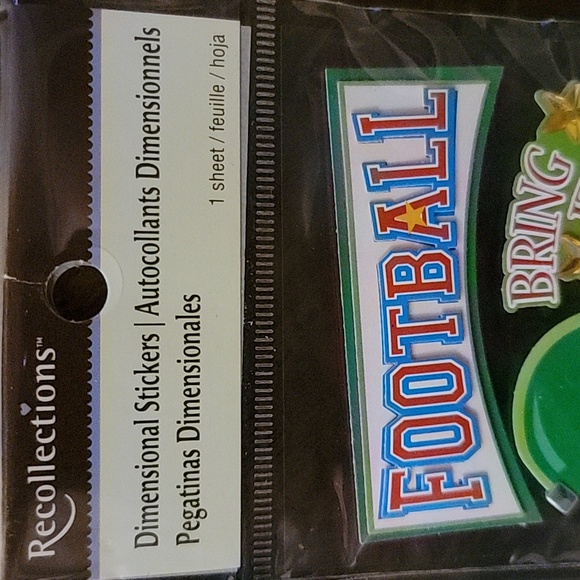 Recollections™
Dimensional Stickers | Autocollants Dimensionnels
Pegatinas Dimensionales
1 sheet / feuille / hoja
FOOTBALL
BRING